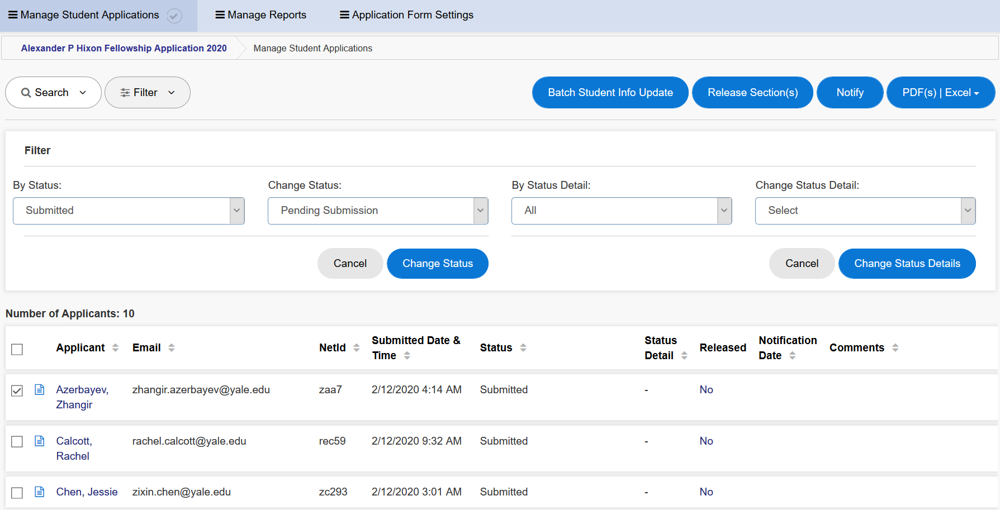 Manage Student Applications Manage Reports Application Form Settings
Alexander P Hixon Fellowship Application 2020 Manage Student Applications
Search Filter Batch Student Info Update Release Section(s) Notify PDF(s) | Excel
Filter
By Status: Change Status: By Status Detail: Change Status Detail:
Submitted Pending Submission All Select
Cancel Change Status Cancel Change Status Details
Number of Applicants: 10
Applicant Email NetId Submitted Date & Time Status Status Detail Released Notification Date Comments
Azerbayev, Zhangir zhangir.azerbayev@yale.edu zaa7 2/12/2020 4:14 AM Submitted - No
Calcott, Rachel rachel.calcott@yale.edu rec59 2/12/2020 9:32 AM Submitted - No
Chen, Jessie zixin.chen@yale.edu zc293 2/12/2020 3:01 AM Submitted - No